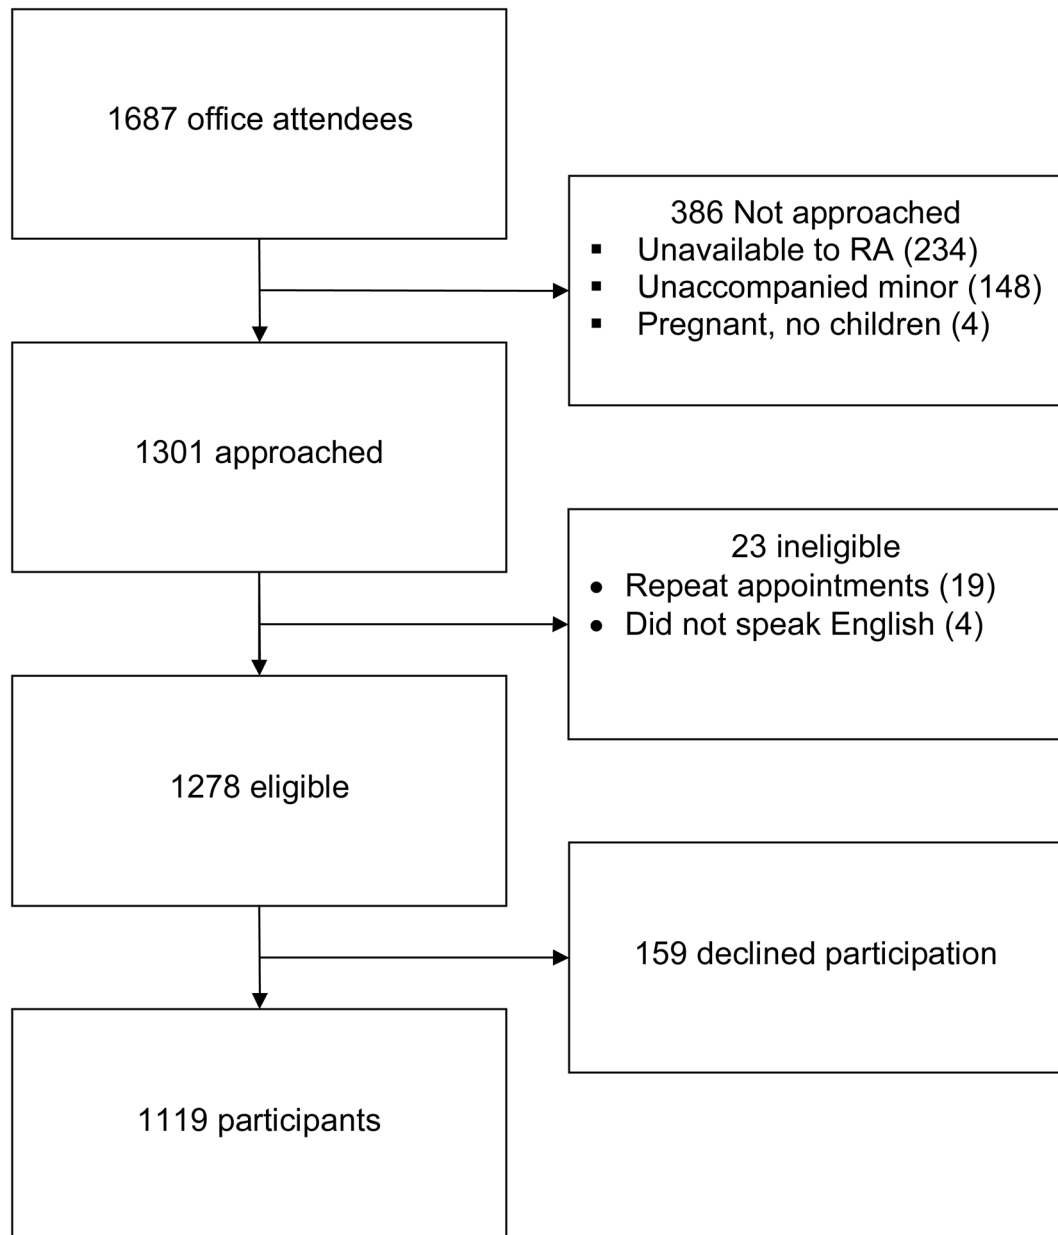 1687 office attendees
386 Not approached
▪ Unavailable to RA (234)
▪ Unaccompanied minor (148)
▪ Pregnant, no children (4)
1301 approached
23 ineligible
• Repeat appointments (19)
• Did not speak English (4)
1278 eligible
159 declined participation
1119 participants